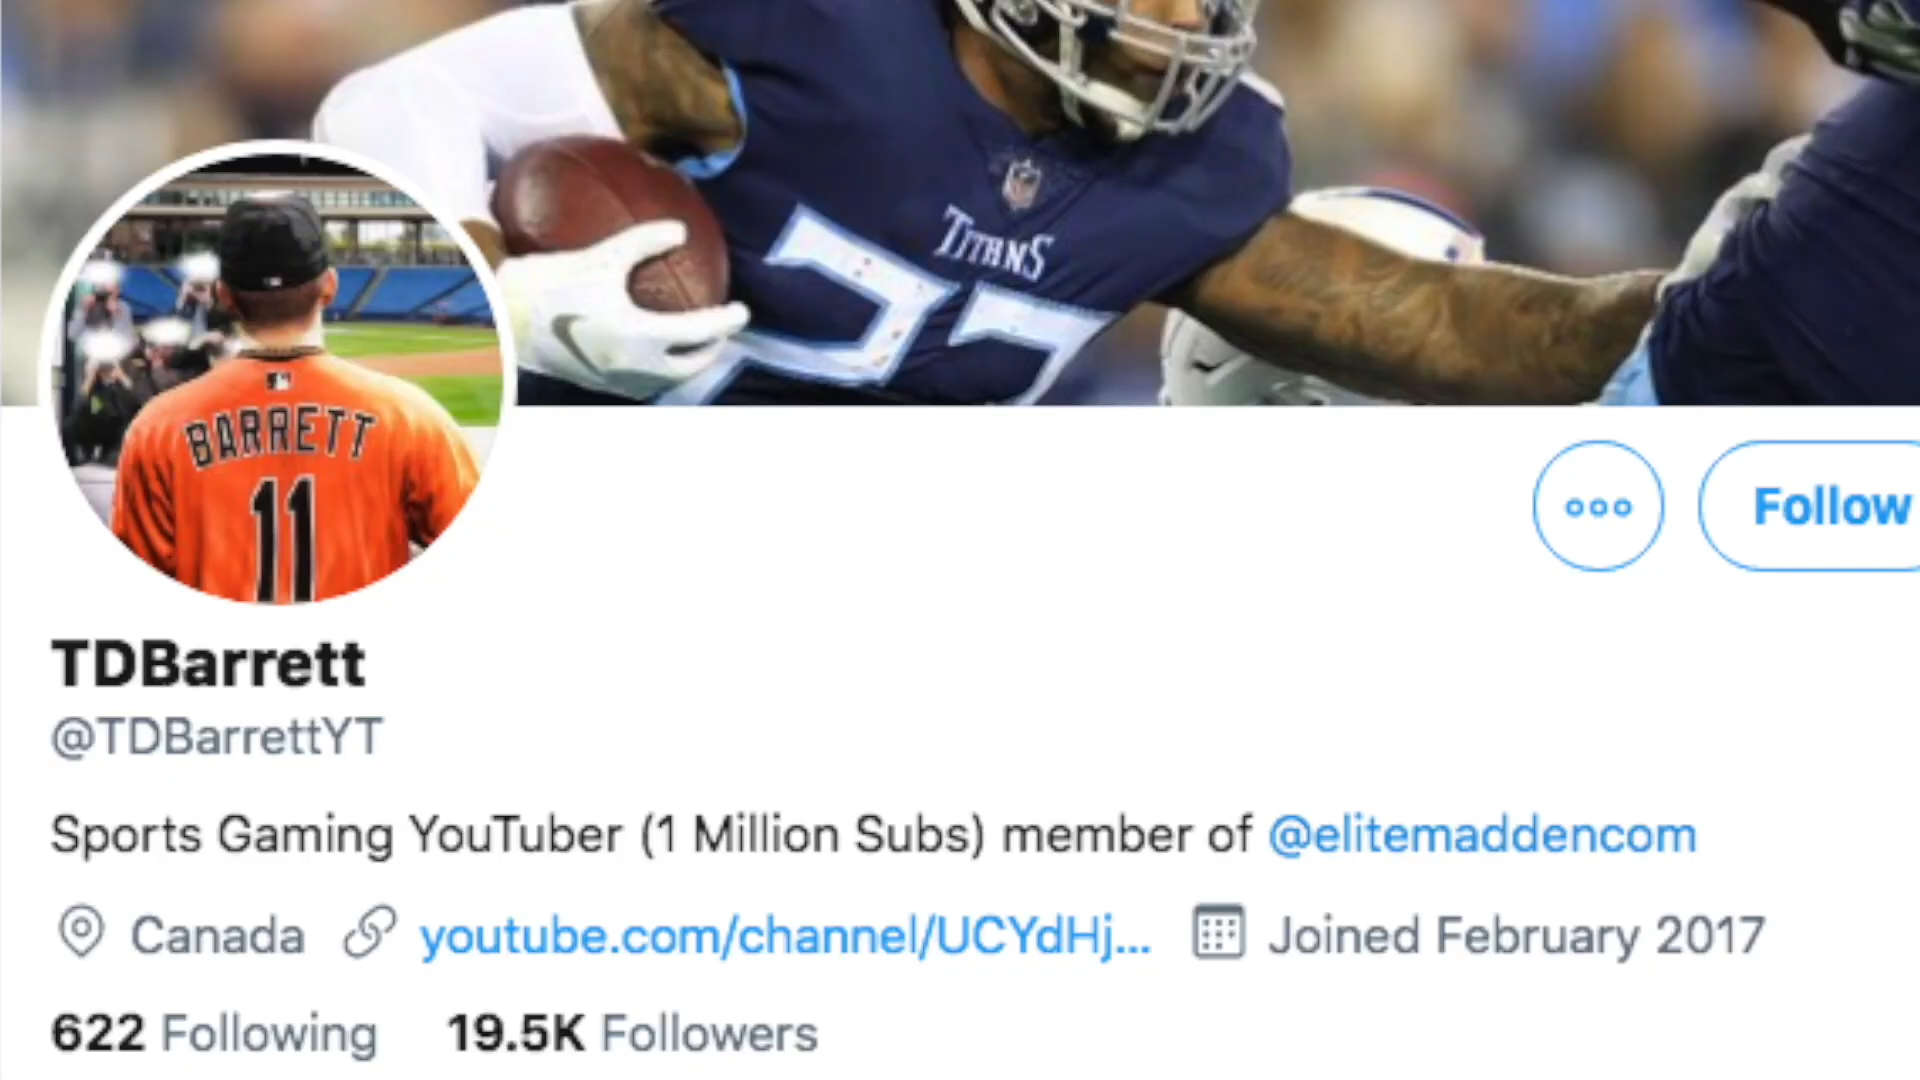 TITANS
22
BARRETT
11
Follow
TDBarrett
@TDBarrettYT
Sports Gaming YouTuber (1 Million Subs) member of @elitemaddencom
Canada youtube.com/channel/UCYdHj... Joined February 2017
622 Following 19.5K Followers